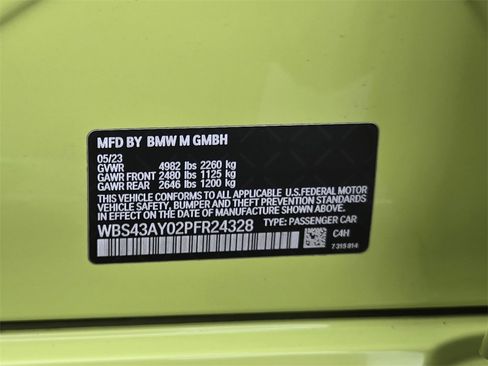 MFD BY BMW M GMBH
05/23
GVWR 4982 lbs 2260 kg
GAWR FRONT 2480 lbs 1125 kg
GAWR REAR 2646 lbs 1200 kg
THIS VEHICLE CONFORMS TO ALL APPLICABLE U.S.FEDERAL MOTOR
VEHICLE SAFETY,BUMPER AND THEFT PREVENTION STANDARDS
IN EFFECT ON THE DATE OF MANUFACTURE SHOWN ABOVE.
WBS43AY02PFR24328 TYPE: PASSENGER CAR
C4H
7 315 814